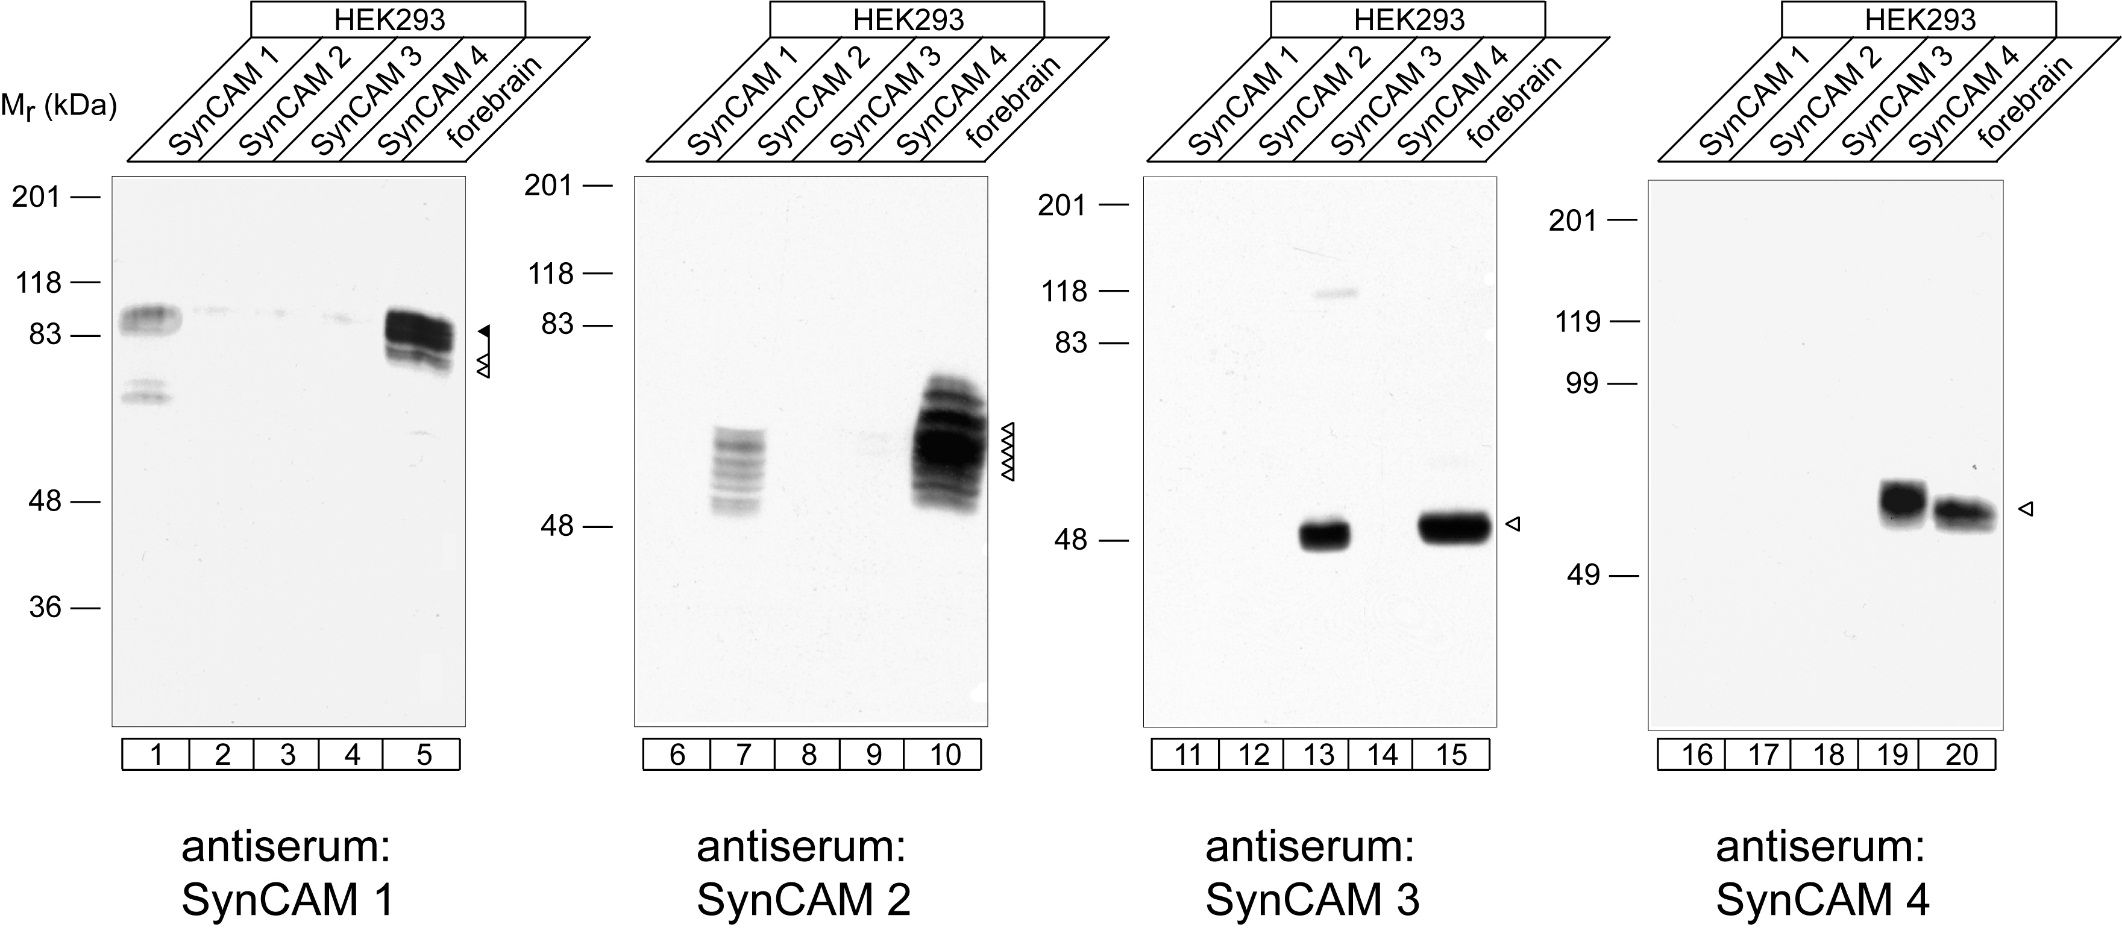 HEK293 HEK293 HEK293 HEK293
SynCAM 1 SynCAM 2 SynCAM 3 SynCAM 4 forebrain SynCAM 1 SynCAM 2 SynCAM 3 SynCAM 4 forebrain SynCAM 1 SynCAM 2 SynCAM 3 SynCAM 4 forebrain SynCAM 1 SynCAM 2 SynCAM 3 SynCAM 4 forebrain
Mr (kDa)
201
118
83
48
36
201
118
83
48
201
118
83
48
201
119
99
49
1 2 3 4 5 6 7 8 9 10 11 12 13 14 15 16 17 18 19 20
antiserum: antiserum: antiserum: antiserum:
SynCAM 1 SynCAM 2 SynCAM 3 SynCAM 4